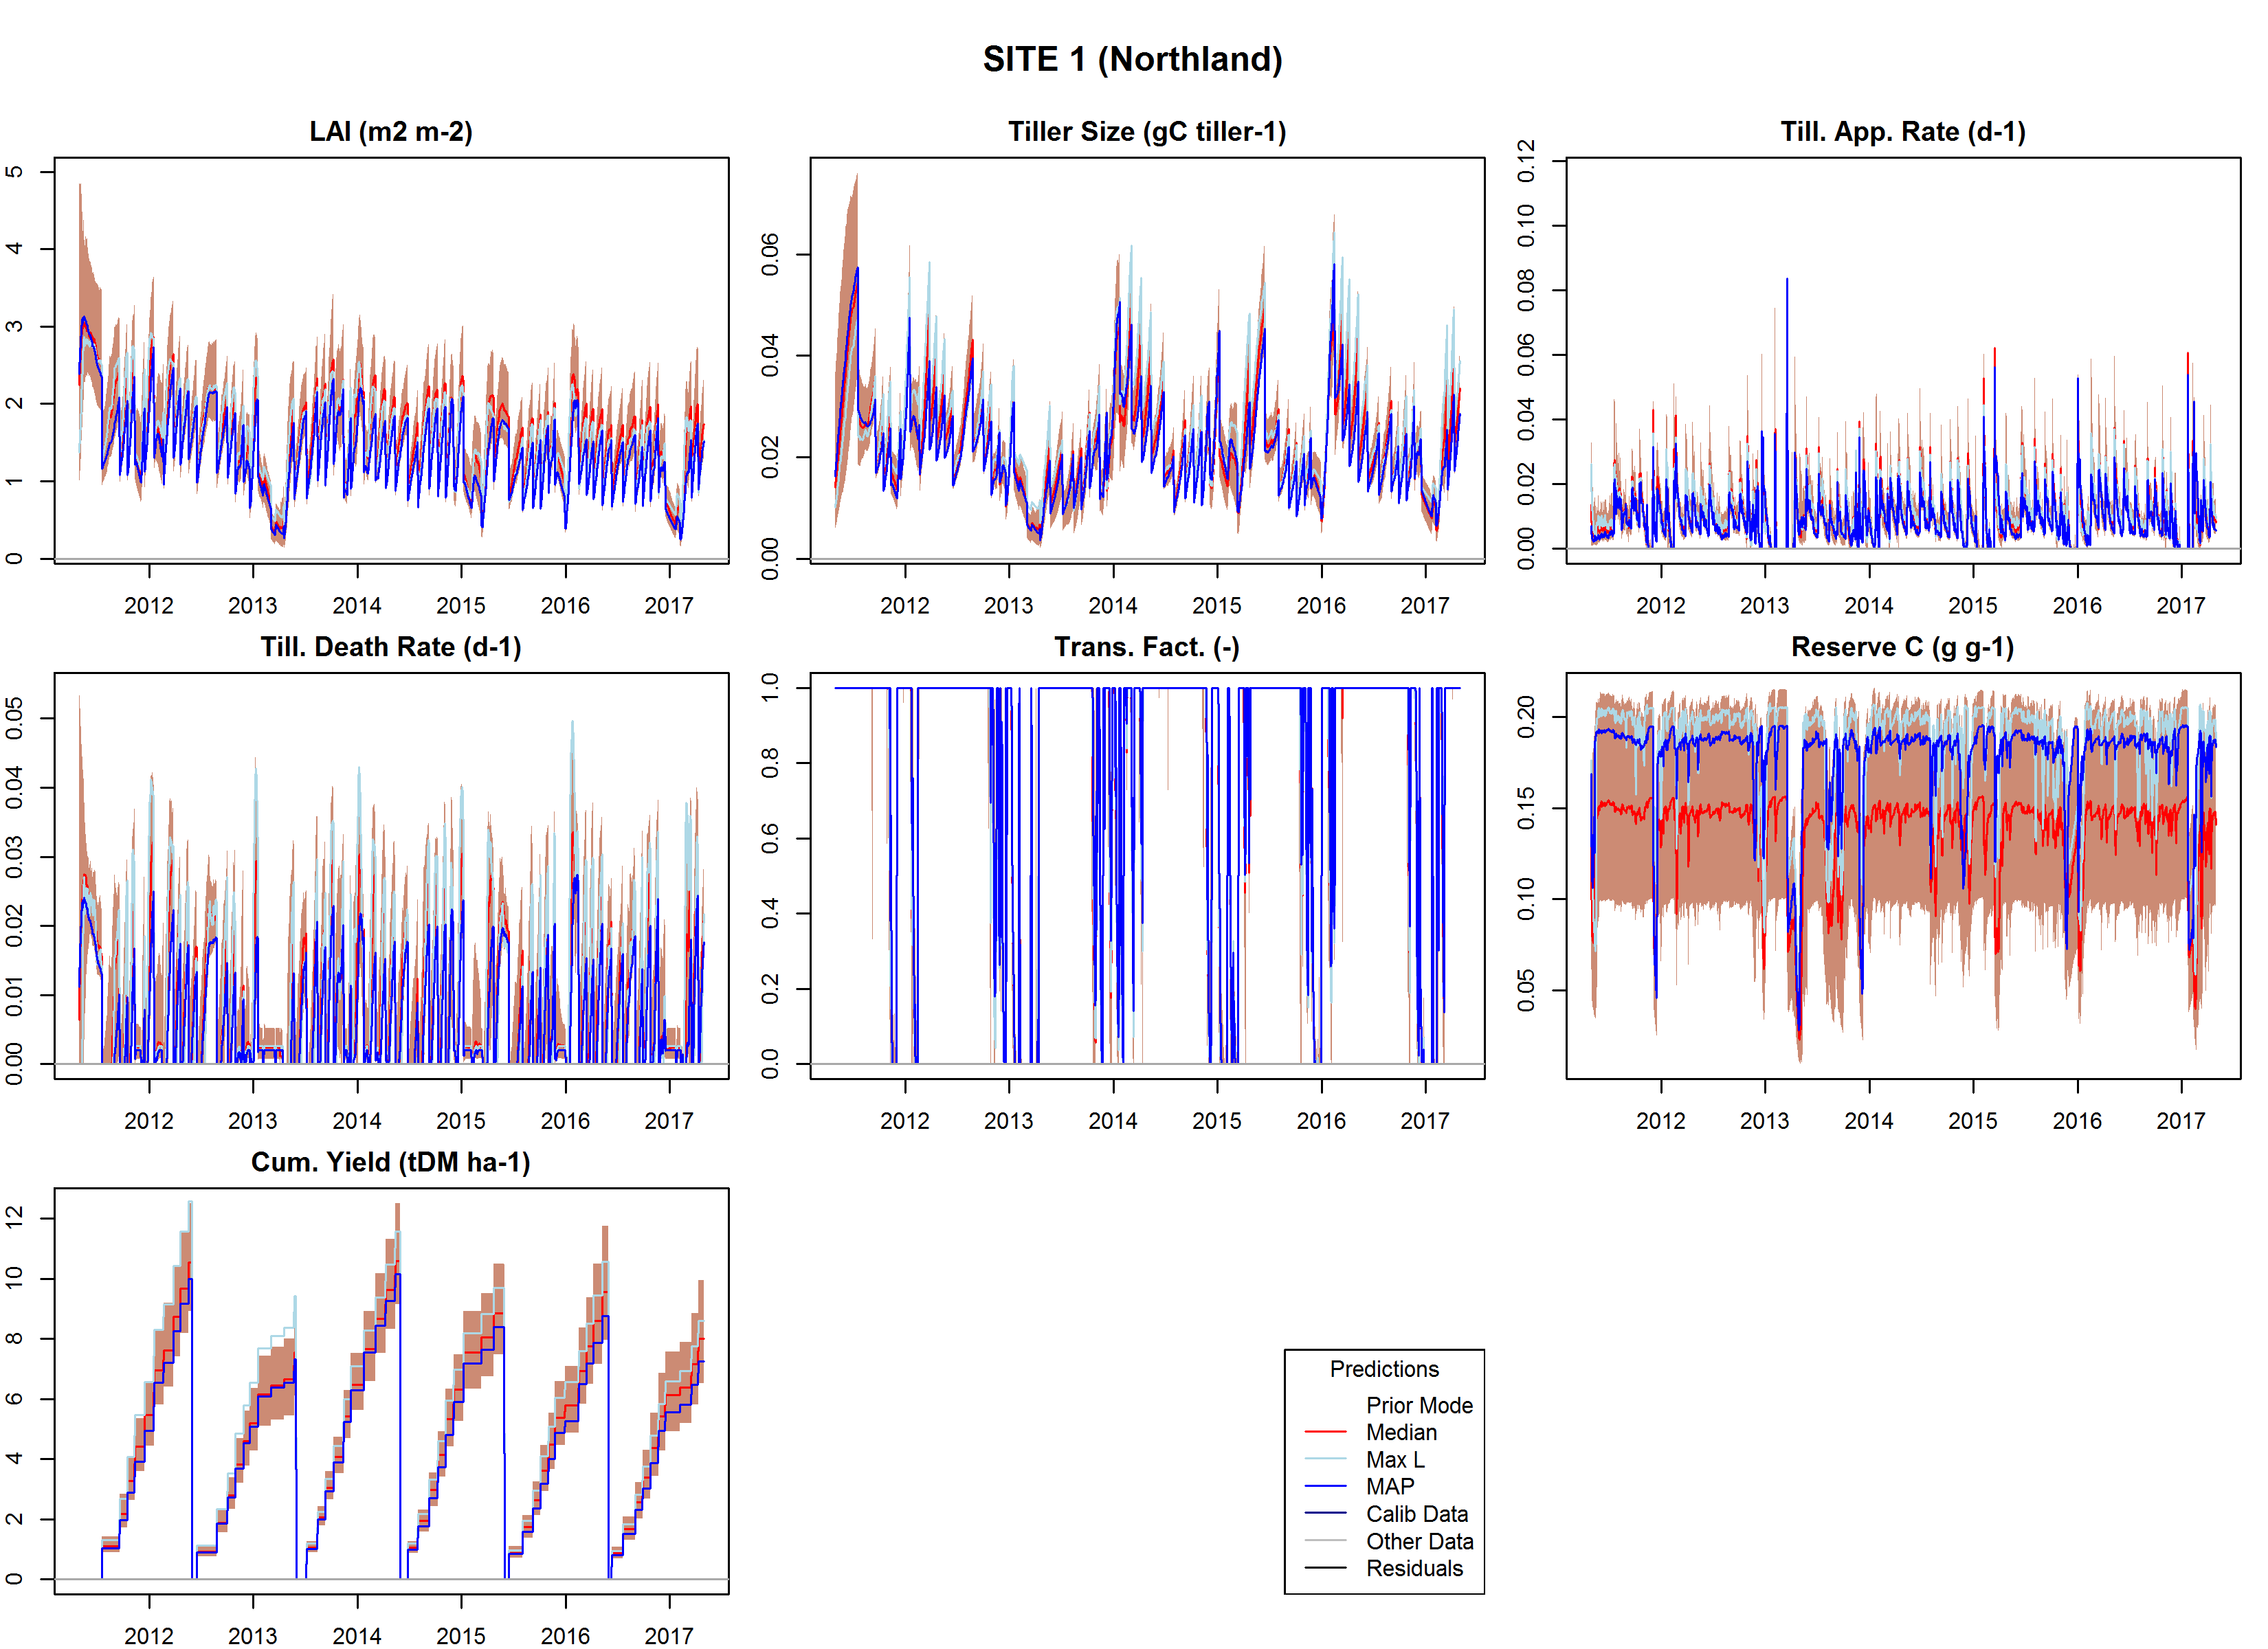 SITE 1 (Northland)
LAI (m2 m-2)
5
4
3
2
1
0
2012 2013 2014 2015 2016 2017
Tiller Size (gC tiller-1)
0.06
0.04
0.02
0.00
2012 2013 2014 2015 2016 2017
Till. App. Rate (d-1)
0.12
0.10
0.08
0.06
0.04
0.02
0.00
2012 2013 2014 2015 2016 2017
Till. Death Rate (d-1)
0.05
0.04
0.03
0.02
0.01
0.00
2012 2013 2014 2015 2016 2017
Trans. Fact. (-)
1.0
0.8
0.6
0.4
0.2
0.0
2012 2013 2014 2015 2016 2017
Reserve C (g g-1)
0.20
0.15
0.10
0.05
2012 2013 2014 2015 2016 2017
Cum. Yield (tDM ha-1)
12
10
8
6
4
2
0
2012 2013 2014 2015 2016 2017
Predictions
Prior Mode
Median
Max L
MAP
Calib Data
Other Data
Residuals